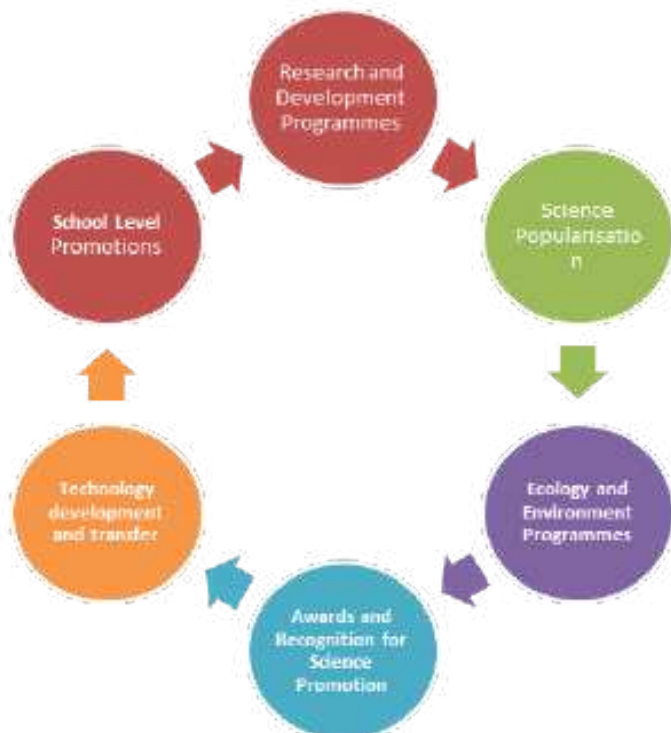 Research and
Development
Programmes
Science
Popularisatio
n
Ecology and
Environment
Programmes
Awards and
Recognition for
Science
Promotion
Technology
development
and transfer
School Level
Promotions